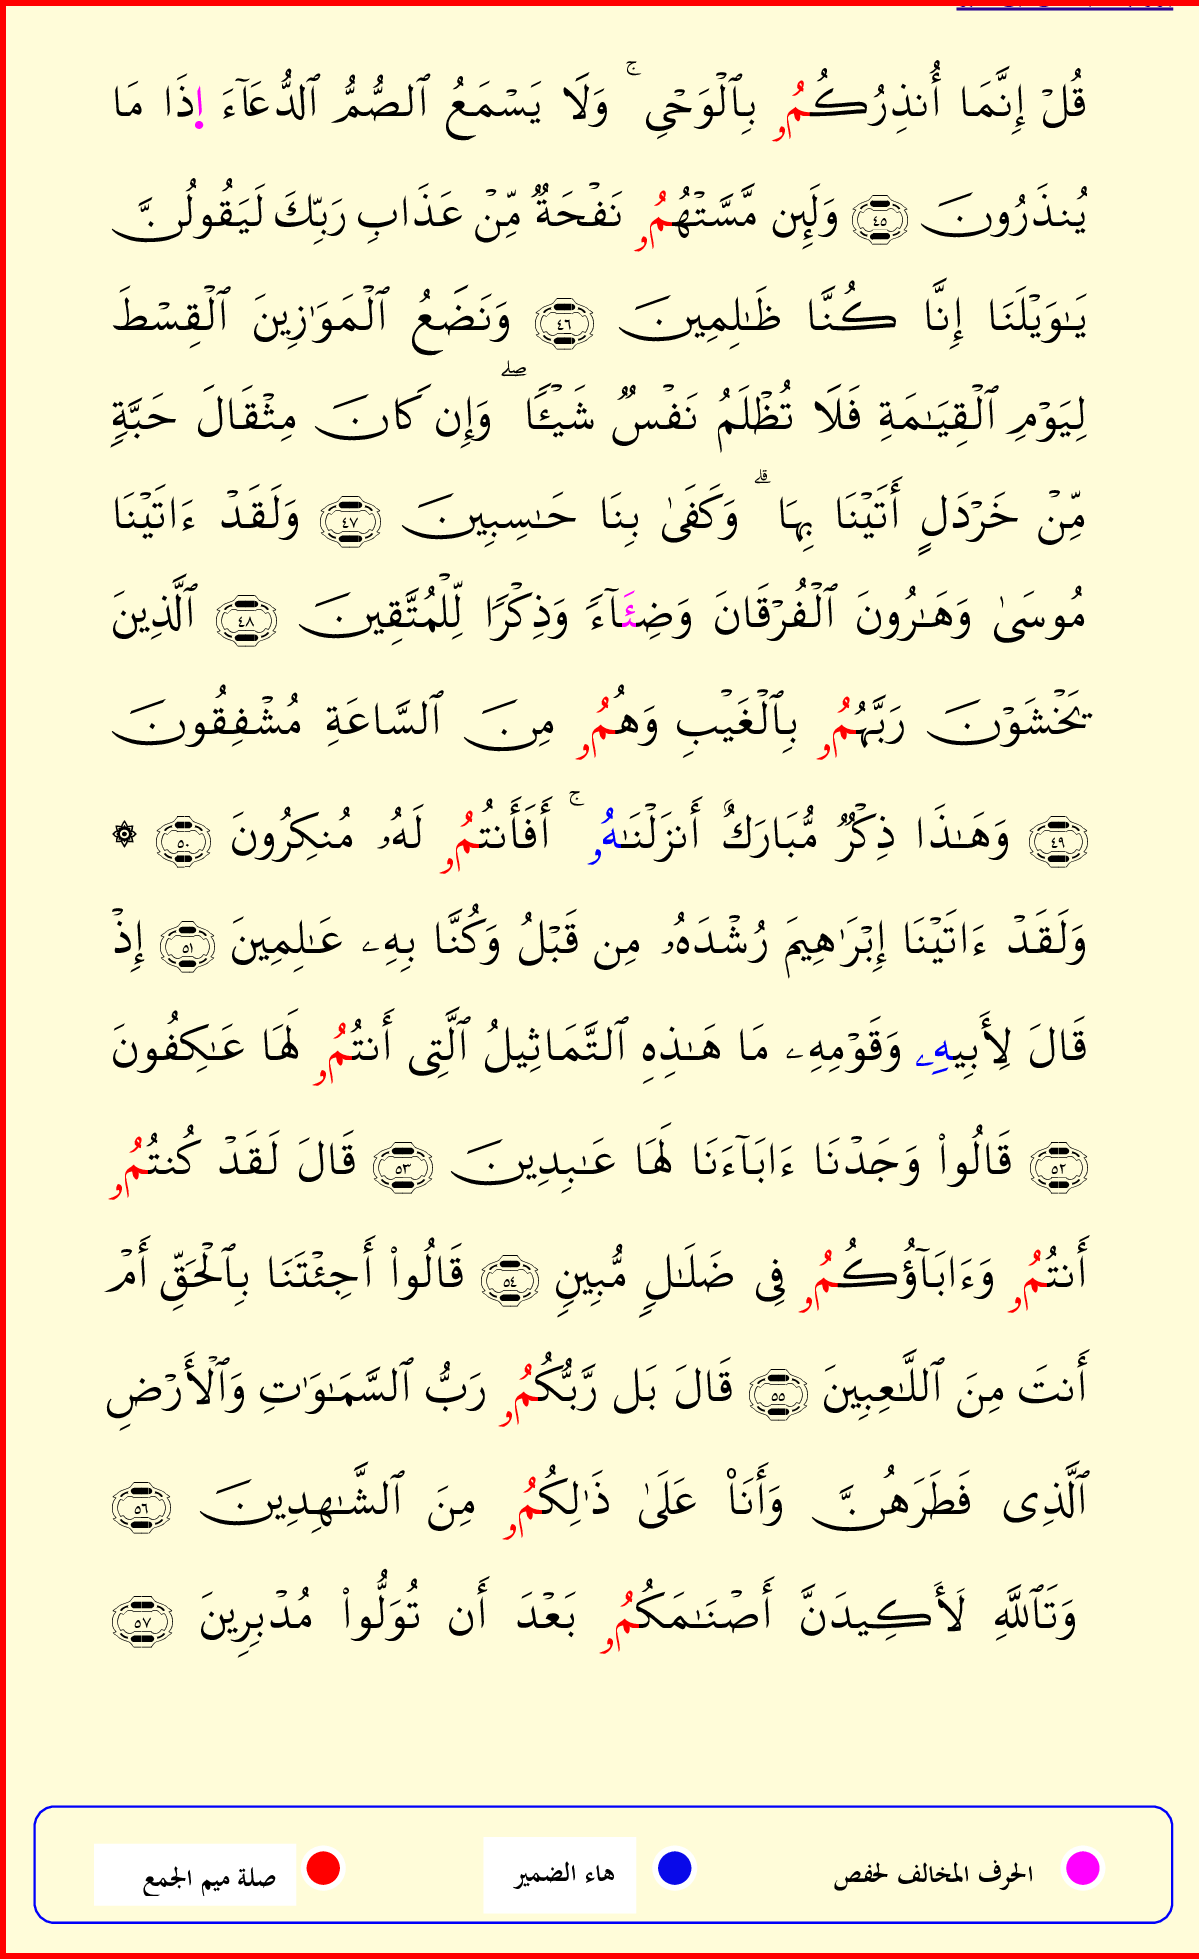 قُلۡ إِنَّمَآ أُنذِرُكُمُۥ بِٱلۡوَحۡيِۚ وَلَا يَسۡمَعُ ٱلصُّمُّ ٱلدُّعَآءَ ا۪ذَا مَا
يُنذَرُونَ ٤٥ وَلَئِن مَّسَّتۡهُمُۥ نَفۡحَةٞ مِّنۡ عَذَابِ رَبِّكَ لَيَقُولُنَّ
يَٰوَيۡلَنَآ إِنَّا كُنَّا ظَٰلِمِينَ ٤٦ وَنَضَعُ ٱلۡمَوَٰزِينَ ٱلۡقِسۡطَ
لِيَوۡمِ ٱلۡقِيَٰمَةِ فَلَا تُظۡلَمُ نَفۡسٞ شَيۡـٔٗاۖ وَإِن كَانَ مِثۡقَالَ حَبَّةٖ
مِّنۡ خَرۡدَلٍ أَتَيۡنَا بِهَاۗ وَكَفَىٰ بِنَا حَٰسِبِينَ ٤٧ وَلَقَدۡ ءَاتَيۡنَا
مُوسَىٰ وَهَٰرُونَ ٱلۡفُرۡقَانَ وَضِئَآءٗ وَذِكۡرٗا لِّلۡمُتَّقِينَ ٤٨ ٱلَّذِينَ
يَخۡشَوۡنَ رَبَّهُمُۥ بِٱلۡغَيۡبِ وَهُمُۥ مِنَ ٱلسَّاعَةِ مُشۡفِقُونَ
٤٩ وَهَٰذَا ذِكۡرٞ مُّبَارَكٌ أَنزَلۡنَٰهُۥۚ أَفَأَنتُمُۥ لَهُۥ مُنكِرُونَ ٥٠ ۞
وَلَقَدۡ ءَاتَيۡنَآ إِبۡرَٰهِيمَ رُشۡدَهُۥ مِن قَبۡلُ وَكُنَّا بِهِۦ عَٰلِمِينَ ٥١ إِذۡ
قَالَ لِأَبِيهِۦ وَقَوۡمِهِۦ مَا هَٰذِهِ ٱلتَّمَاثِيلُ ٱلَّتِيٓ أَنتُمُۥ لَهَا عَٰكِفُونَ
٥٢ قَالُواْ وَجَدۡنَآ ءَابَآءَنَا لَهَا عَٰبِدِينَ ٥٣ قَالَ لَقَدۡ كُنتُمُۥ
أَنتُمُۥ وَءَابَآؤُكُمُۥ فِي ضَلَٰلٖ مُّبِينٖ ٥٤ قَالُوٓاْ أَجِئۡتَنَا بِٱلۡحَقِّ أَمۡ
أَنتَ مِنَ ٱللَّٰعِبِينَ ٥٥ قَالَ بَل رَّبُّكُمُۥ رَبُّ ٱلسَّمَٰوَٰتِ وَٱلۡأَرۡضِ
ٱلَّذِي فَطَرَهُنَّ وَأَنَا۠ عَلَىٰ ذَٰلِكُمُۥ مِنَ ٱلشَّٰهِدِينَ ٥٦
وَتَٱللَّهِ لَأَكِيدَنَّ أَصۡنَٰمَكُمُۥ بَعۡدَ أَن تُوَلُّواْ مُدۡبِرِينَ ٥٧
الحرف المخالف لحفص هاء الضمير صلة ميم الجمع